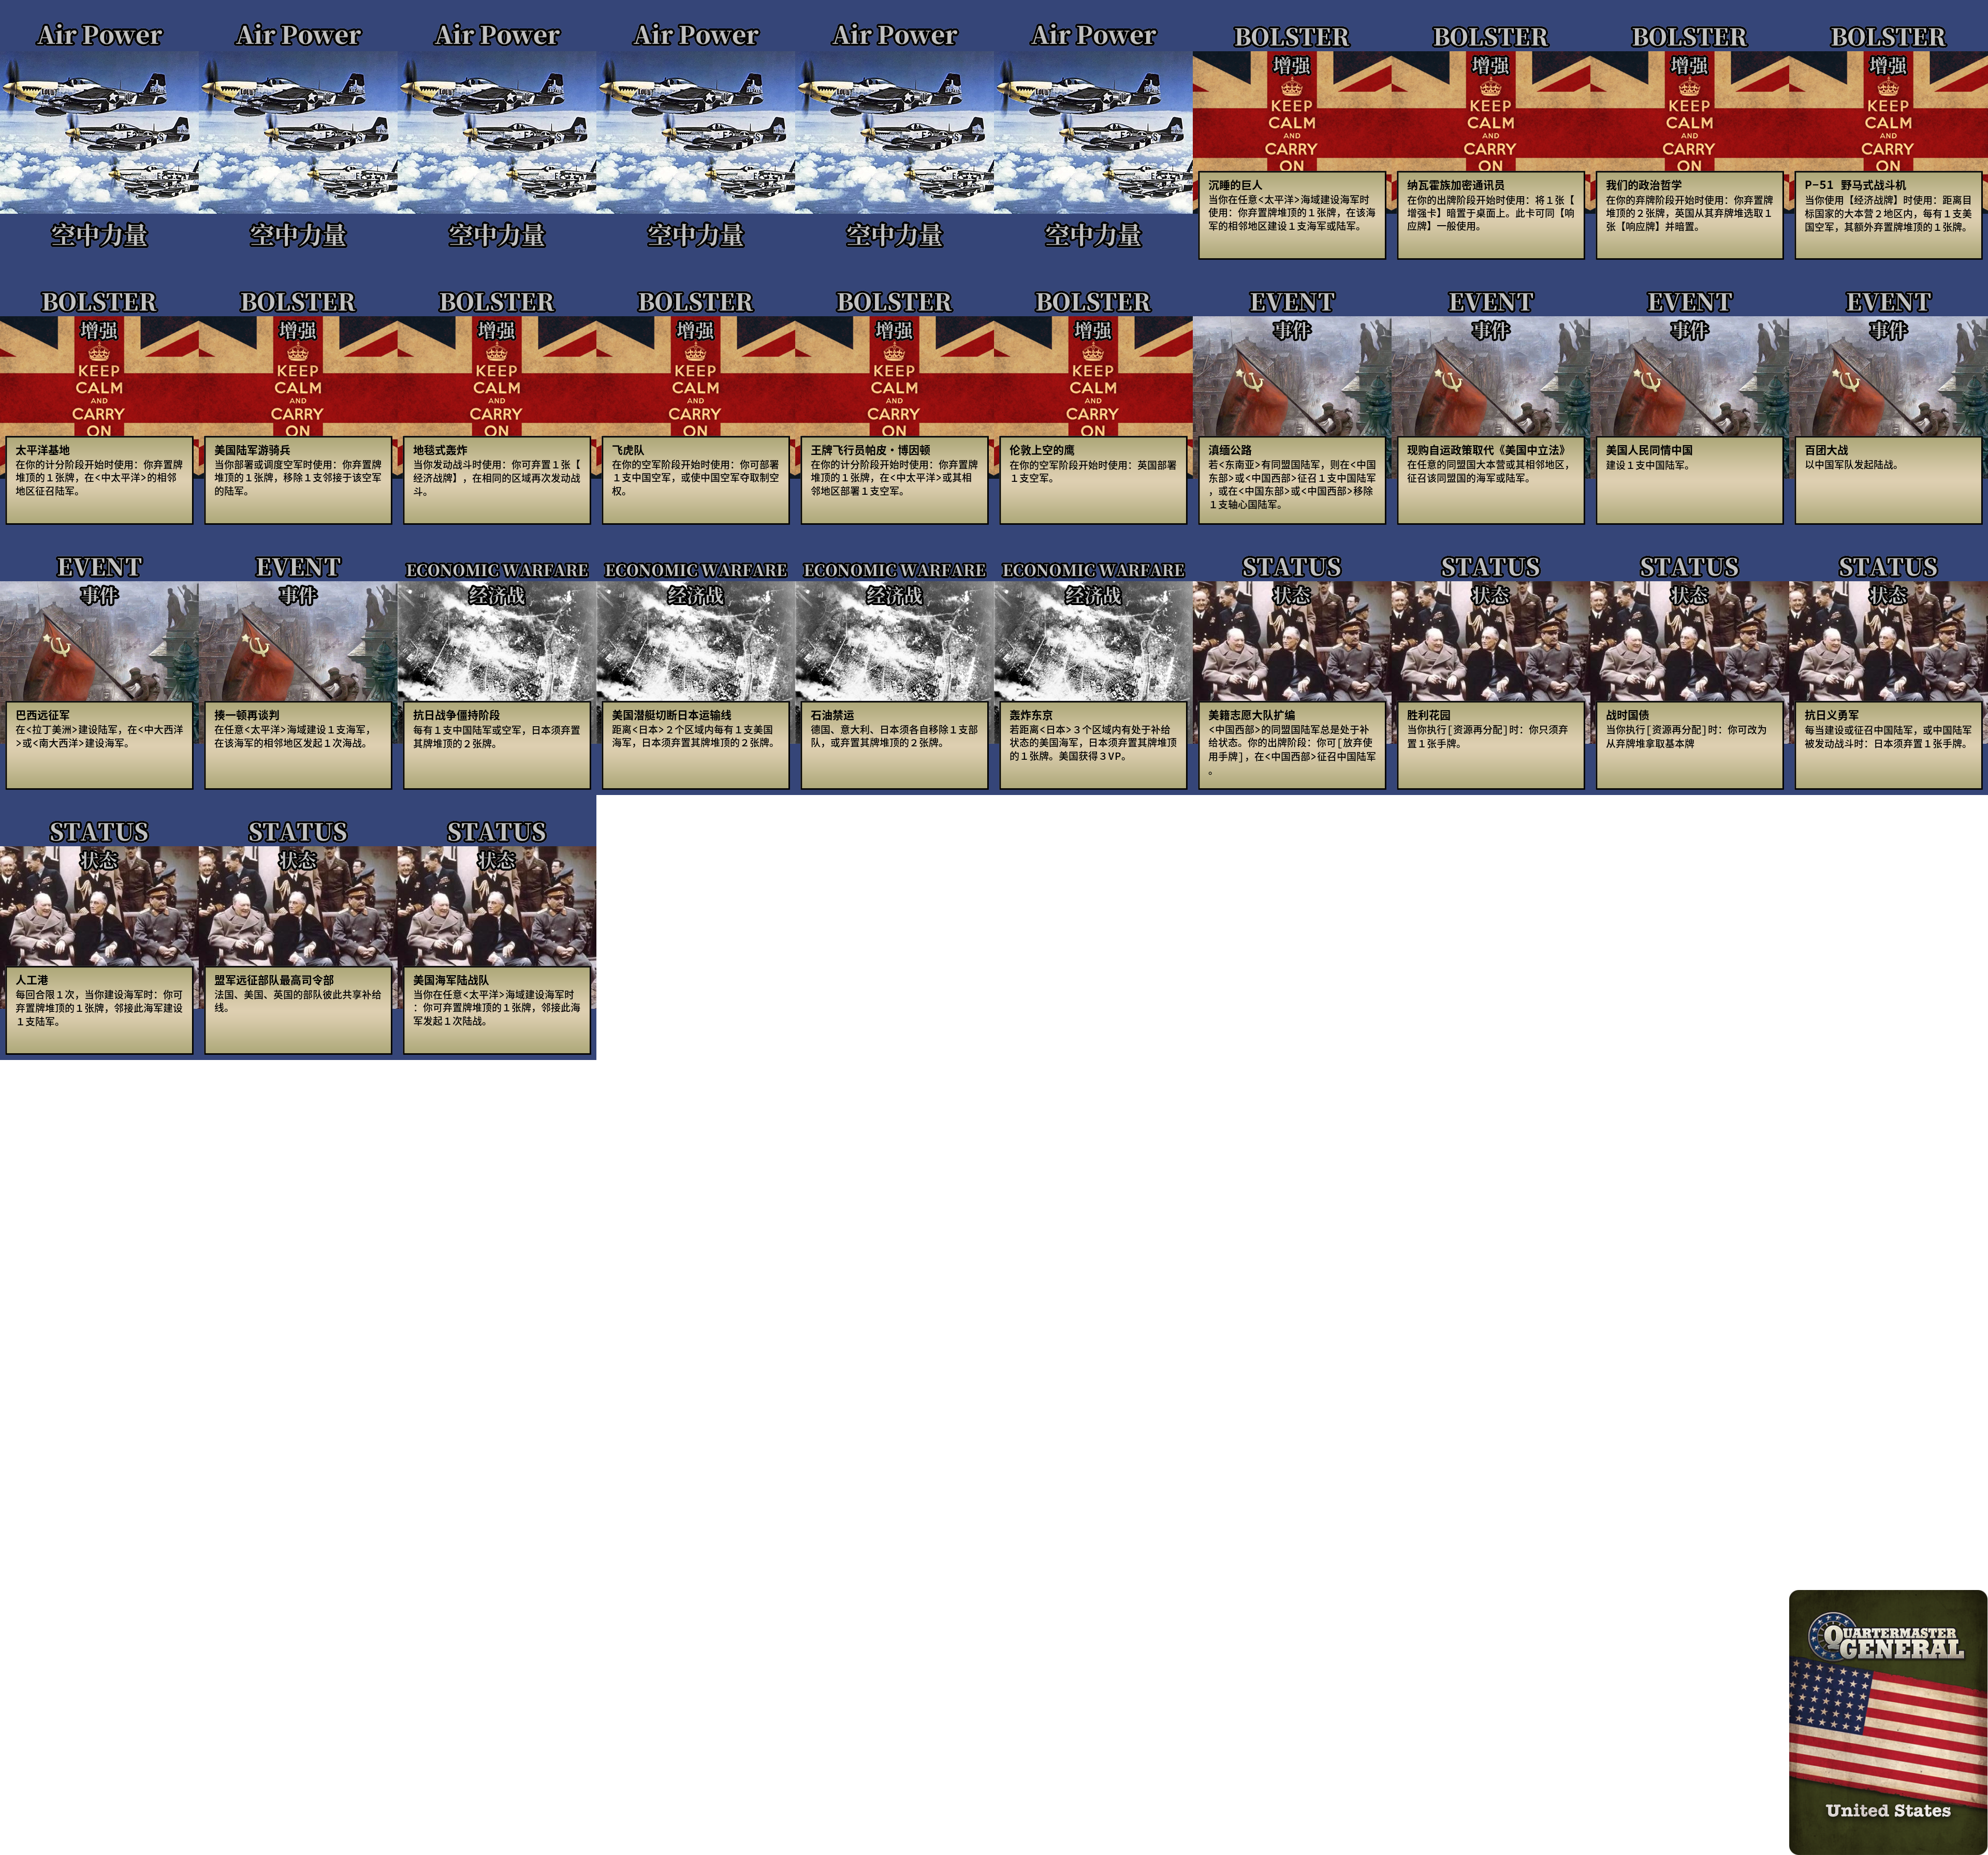 Air Power
空中力量
Air Power
空中力量
Air Power
空中力量
Air Power
空中力量
Air Power
空中力量
Air Power
空中力量
BOLSTER
增强
KEEP
CALM
AND
CARRY
ON
沉睡的巨人
当你在任意<太平洋>海域建设海军时
使用：你弃置牌堆顶的1张牌，在该海
军的相邻地区建设1支海军或陆军。
BOLSTER
增强
KEEP
CALM
AND
CARRY
ON
纳瓦霍族加密通讯员
在你的出牌阶段开始时使用：将1张【
增强卡】暗置于桌面上。此卡可同【响
应牌】一般使用。
BOLSTER
增强
KEEP
CALM
AND
CARRY
ON
我们的政治哲学
在你的弃牌阶段开始时使用：你弃置牌
堆顶的2张牌，英国从其弃牌堆选取1
张【响应牌】并暗置。
BOLSTER
增强
KEEP
CALM
AND
CARRY
ON
P-51 野马式战斗机
当你使用【经济战牌】时使用：距离目
标国家的大本营2地区内，每有1支美
国空军，其额外弃置牌堆顶的1张牌。
BOLSTER
增强
KEEP
CALM
AND
CARRY
ON
太平洋基地
在你的计分阶段开始时使用：你弃置牌
堆顶的1张牌，在<中太平洋>的相邻
地区征召陆军。
BOLSTER
增强
KEEP
CALM
AND
CARRY
ON
美国陆军游骑兵
当你部署或调度空军时使用：你弃置牌
堆顶的1张牌，移除1支邻接于该空军
的陆军。
BOLSTER
增强
KEEP
CALM
AND
CARRY
ON
地毯式轰炸
当你发动战斗时使用：你可弃置1张【
经济战牌】，在相同的区域再次发动战
斗。
BOLSTER
增强
KEEP
CALM
AND
CARRY
ON
飞虎队
在你的空军阶段开始时使用：你可部署
1支中国空军，或使中国空军夺取制空
权。
BOLSTER
增强
KEEP
CALM
AND
CARRY
ON
王牌飞行员帕皮·博因顿
在你的计分阶段开始时使用：你弃置牌
堆顶的1张牌，在<中太平洋>或其相
邻地区部署1支空军。
BOLSTER
增强
KEEP
CALM
AND
CARRY
ON
伦敦上空的鹰
在你的空军阶段开始时使用：英国部署
1支空军。
EVENT
事件
滇缅公路
若<东南亚>有同盟国陆军，则在<中国
东部>或<中国西部>征召1支中国陆军
，或在<中国东部>或<中国西部>移除
1支轴心国陆军。
EVENT
事件
现购自运政策取代《美国中立法》
在任意的同盟国大本营或其相邻地区，
征召该同盟国的海军或陆军。
EVENT
事件
美国人民同情中国
建设1支中国陆军。
EVENT
事件
百团大战
以中国军队发起陆战。
EVENT
事件
巴西远征军
在<拉丁美洲>建设陆军，在<中大西洋
>或<南大西洋>建设海军。
EVENT
事件
揍一顿再谈判
在任意<太平洋>海域建设1支海军，
在该海军的相邻地区发起1次海战。
ECONOMIC WARFARE
经济战
抗日战争僵持阶段
每有1支中国陆军或空军，日本须弃置
其牌堆顶的2张牌。
ECONOMIC WARFARE
经济战
美国潜艇切断日本运输线
距离<日本>2个区域内每有1支美国
海军，日本须弃置其牌堆顶的2张牌。
ECONOMIC WARFARE
经济战
石油禁运
德国、意大利、日本须各自移除1支部
队，或弃置其牌堆顶的2张牌。
ECONOMIC WARFARE
经济战
轰炸东京
若距离<日本>3个区域内有处于补给
状态的美国海军，日本须弃置其牌堆顶
的1张牌。美国获得3VP。
STATUS
状态
美籍志愿大队扩编
<中国西部>的同盟国陆军总是处于补
给状态。你的出牌阶段：你可[放弃使
用手牌]，在<中国西部>征召中国陆军
。
STATUS
状态
胜利花园
当你执行[资源再分配]时：你只须弃
置1张手牌。
STATUS
状态
战时国债
当你执行[资源再分配]时：你可改为
从弃牌堆拿取基本牌
STATUS
状态
抗日义勇军
每当建设或征召中国陆军，或中国陆军
被发动战斗时：日本须弃置1张手牌。
STATUS
状态
人工港
每回合限1次，当你建设海军时：你可
弃置牌堆顶的1张牌，邻接此海军建设
1支陆军。
STATUS
状态
盟军远征部队最高司令部
法国、美国、英国的部队彼此共享补给
线。
STATUS
状态
美国海军陆战队
当你在任意<太平洋>海域建设海军时
：你可弃置牌堆顶的1张牌，邻接此海
军发起1次陆战。
QUARTERMASTER
GENERAL
United States